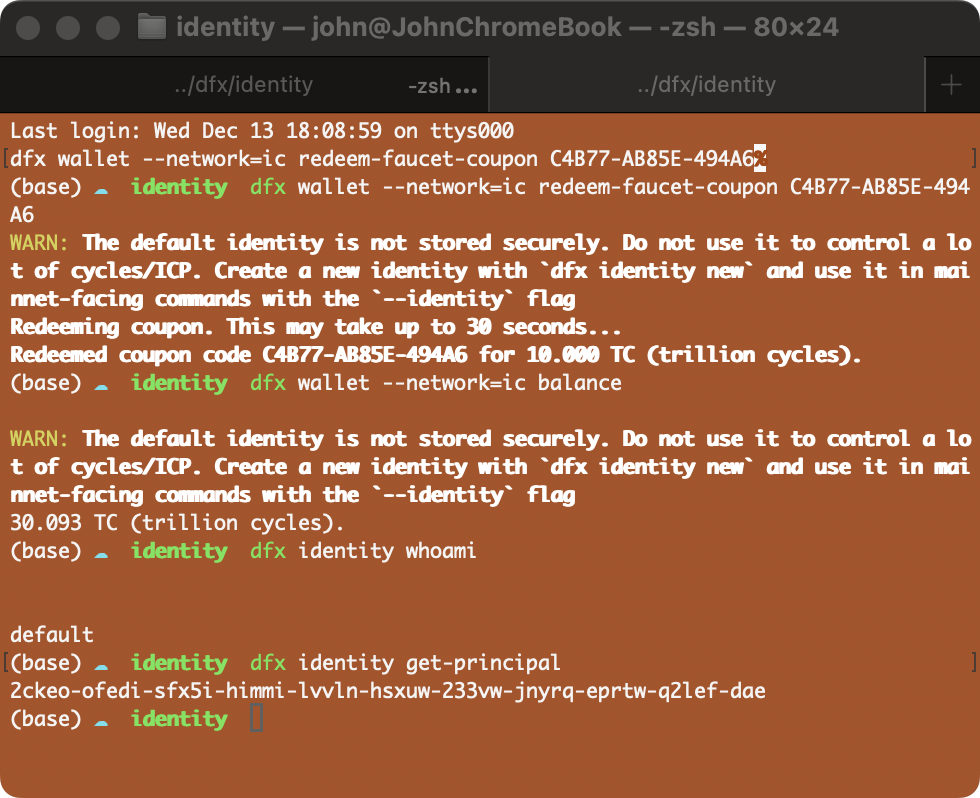 identity — john@JohnChromeBook — -zsh — 80×24
../dfx/identity -zsh... ../dfx/identity +
Last login: Wed Dec 13 18:08:59 on ttys000
[dfx wallet --network=ic redeem-faucet-coupon C4B77-AB85E-494A6% ]
(base) ☁ identity dfx wallet --network=ic redeem-faucet-coupon C4B77-AB85E-494
A6
WARN: The default identity is not stored securely. Do not use it to control a lo
t of cycles/ICP. Create a new identity with `dfx identity new` and use it in mai
nnet-facing commands with the `--identity` flag
Redeeming coupon. This may take up to 30 seconds...
Redeemed coupon code C4B77-AB85E-494A6 for 10.000 TC (trillion cycles).
(base) ☁ identity dfx wallet --network=ic balance
WARN: The default identity is not stored securely. Do not use it to control a lo
t of cycles/ICP. Create a new identity with `dfx identity new` and use it in mai
nnet-facing commands with the `--identity` flag
30.093 TC (trillion cycles).
(base) ☁ identity dfx identity whoami
default
[(base) ☁ identity dfx identity get-principal ]
2ckeo-ofedi-sfx5i-himmi-lvvln-hsxuw-233vw-jnyrq-eprtw-q2lef-dae
(base) ☁ identity